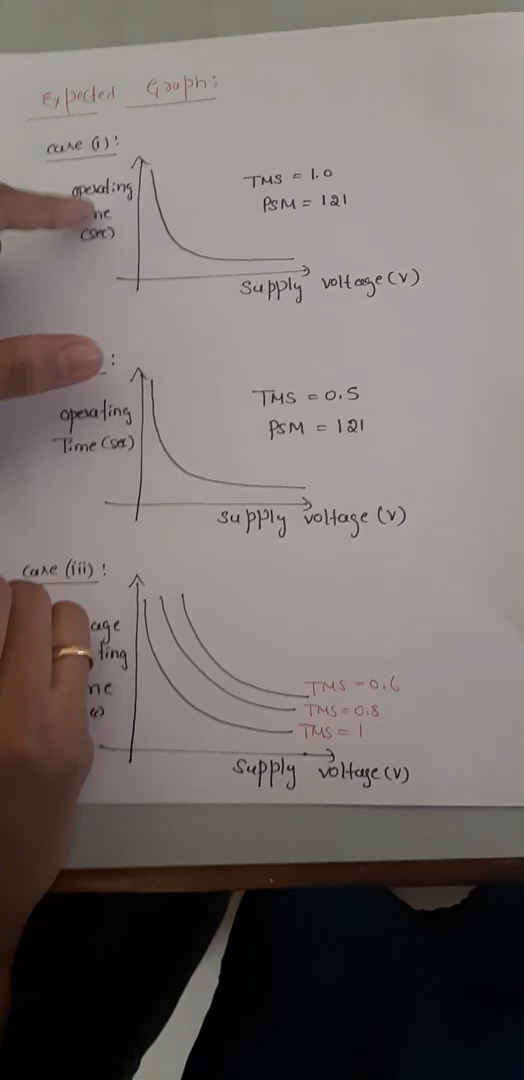 Expected Graph:
case (i):
operating
(sec)
TMS = 1.0
PSM = 121
Supply voltage (V)
:
operating
Time (sec)
TMS = 0.5
PSM = 121
Supply voltage (V)
case (iii):
TMS = 0.6
TMS = 0.8
TMS = 1
Supply voltage (V)